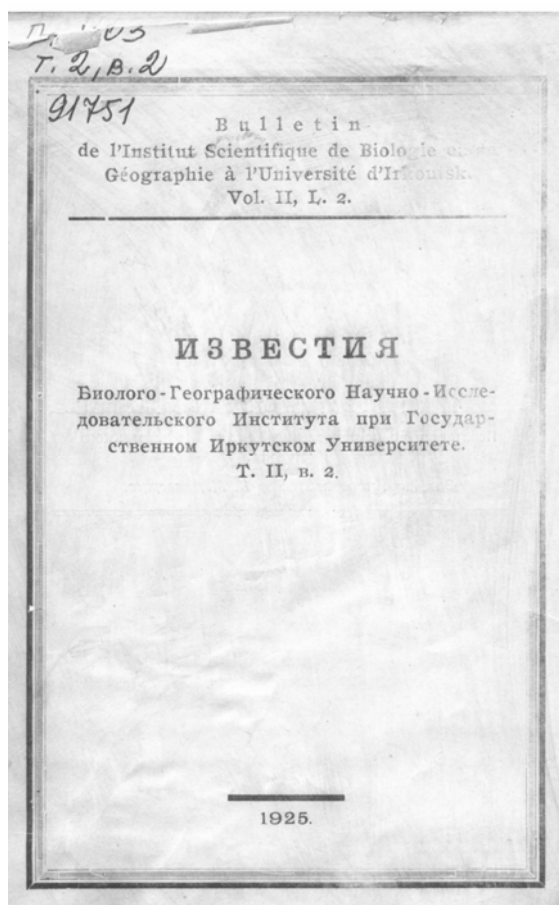 т. 2, в. 2
91751
Bulletin
de l'Institut Scientifique de Biologie
Géographie à l'Université d'Irkoutsk.
Vol. II, L. 2.
ИЗВЕСТИЯ
Биолого-Географического Научно-Иссле-
довательского Института при Государ-
ственном Иркутском Университете.
Т. II, в. 2.
1925.